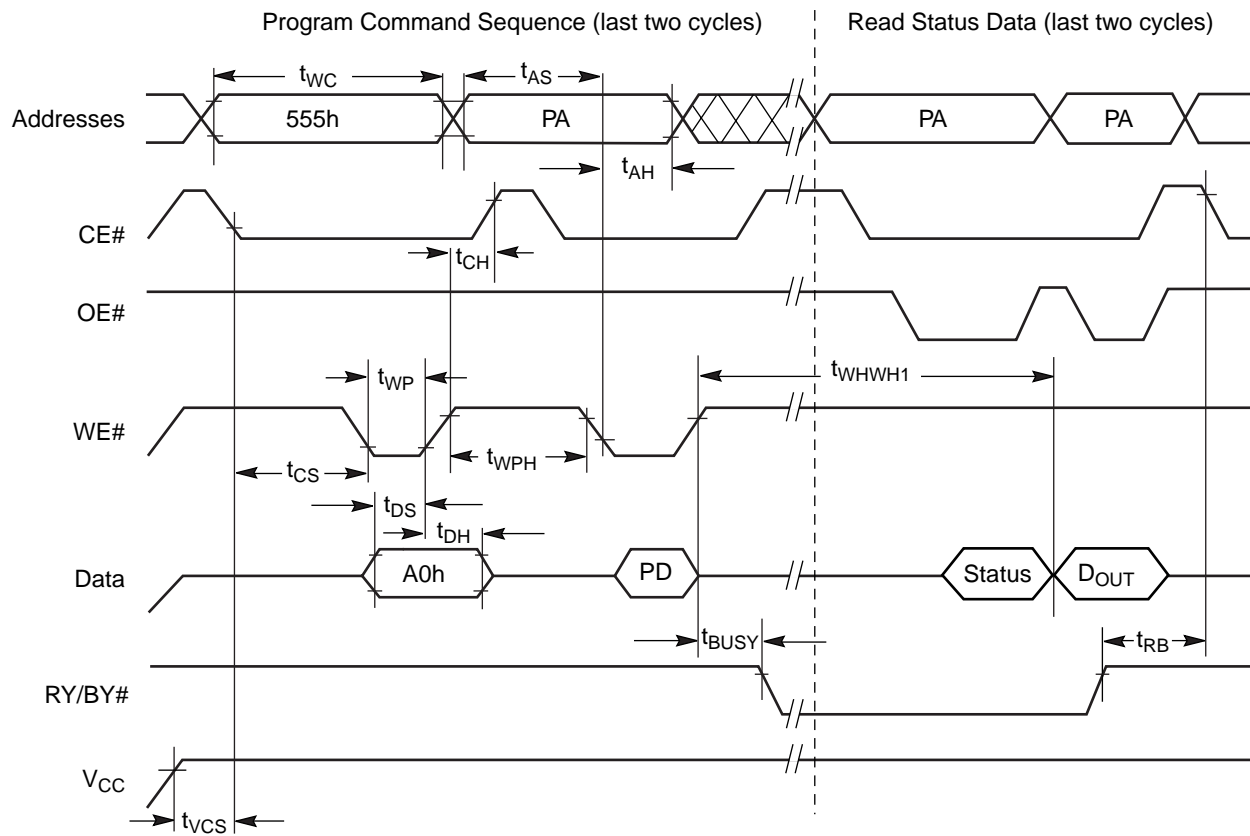 Program Command Sequence (last two cycles) Read Status Data (last two cycles)
tWC tAS
Addresses 555h PA PA PA
tAH
CE#
tCH
OE#
tWP tWHWH1
WE#
tCS tWPH
tDS
tDH
Data A0h PD Status DOUT
tBUSY tRB
RY/BY#
VCC
tVCS